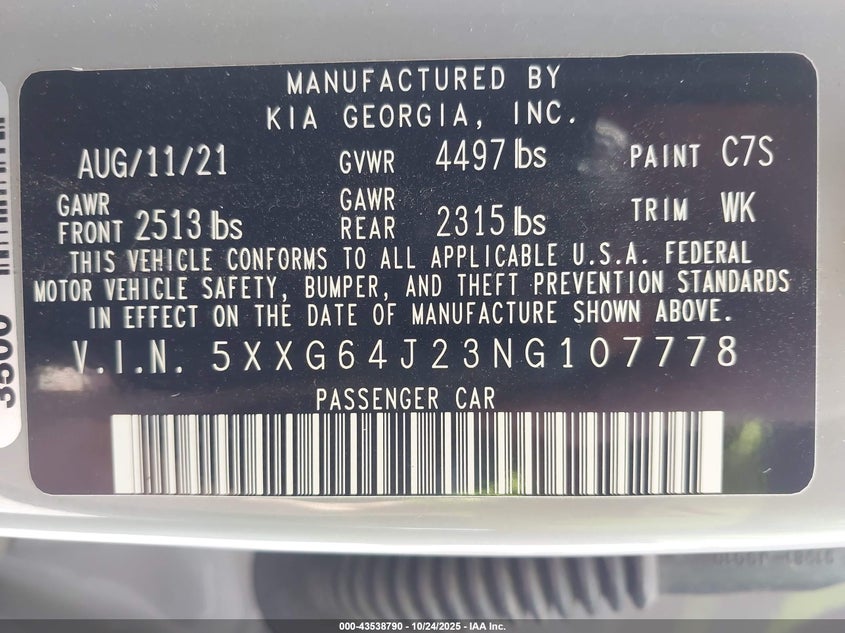 MANUFACTURED BY
KIA GEORGIA, INC.
AUG/11/21 GVWR 4497 lbs PAINT C7S
GAWR FRONT 2513 lbs GAWR REAR 2315 lbs TRIM WK
THIS VEHICLE CONFORMS TO ALL APPLICABLE U.S.A. FEDERAL
MOTOR VEHICLE SAFETY, BUMPER, AND THEFT PREVENTION STANDARDS
IN EFFECT ON THE DATE OF MANUFACTURE SHOWN ABOVE.
V.I.N. 5XXG64J23NG107778
PASSENGER CAR
000-43538790 - 10/24/2025 - IAA Inc.